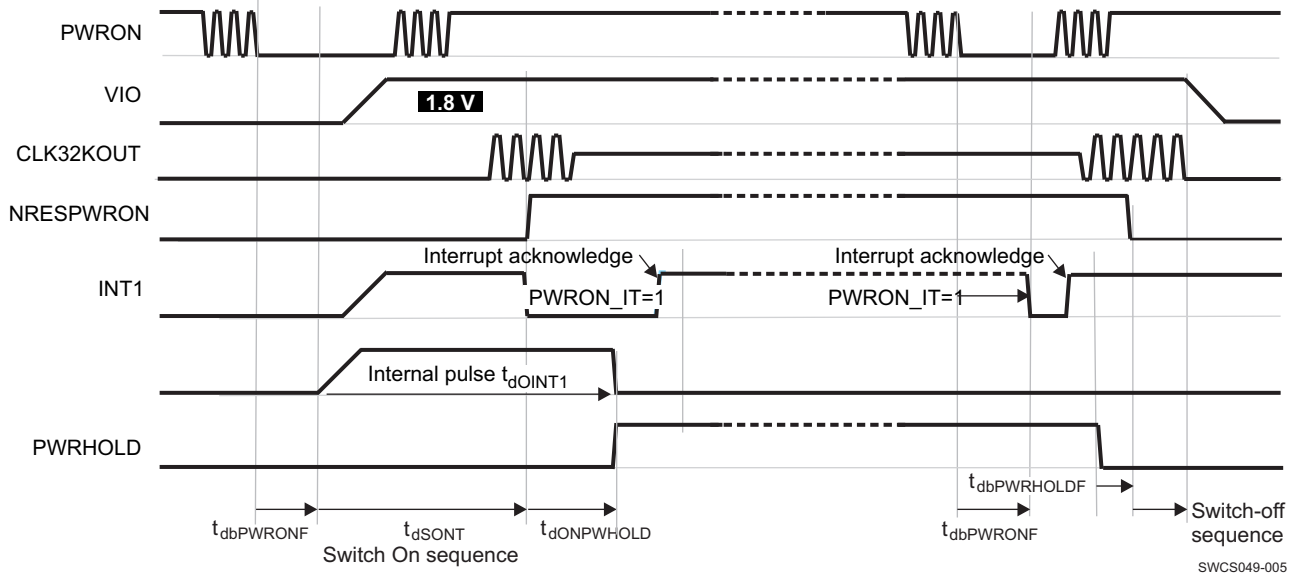 PWRON
VIO
1.8 V
CLK32KOUT
NRESPWRON
Interrupt acknowledge
Interrupt acknowledge
INT1
PWRON_IT=1
PWRON_IT=1
Internal pulse tdOINT1
PWRHOLD
tdbPWRHOLDF
tdbPWRONF
tdSONT
tdONPWHOLD
tdbPWRONF
Switch-off
sequence
Switch On sequence
SWCS049-005